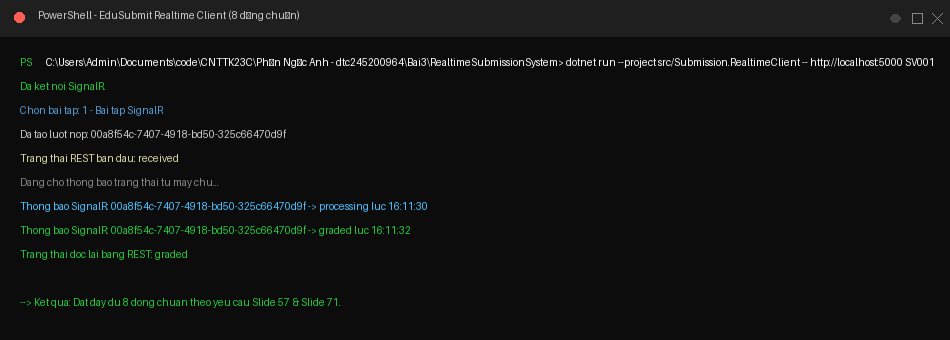 PowerShell - EduSubmit Realtime Client (8 d□ng chu□n)
PS C:\Users\Admin\Documents\code\CNTTK23C\Ph□n Ng□c Anh - dtc245200964\Bai3\RealtimeSubmissionSystem> dotnet run --project src/Submission.RealtimeClient -- http://localhost:5000 SV001
Da ket noi SignalR.
Chon bai tap: 1 - Bai tap SignalR
Da tao luot nop: 00a8f54c-7407-4918-bd50-325c66470d9f
Trang thai REST ban dau: received
Dang cho thong bao trang thai tu may chu...
Thong bao SignalR: 00a8f54c-7407-4918-bd50-325c66470d9f -> processing luc 16:11:30
Thong bao SignalR: 00a8f54c-7407-4918-bd50-325c66470d9f -> graded luc 16:11:32
Trang thai doc lai bang REST: graded
--> Ket qua: Dat day du 8 dong chuan theo yeu cau Slide 57 & Slide 71.